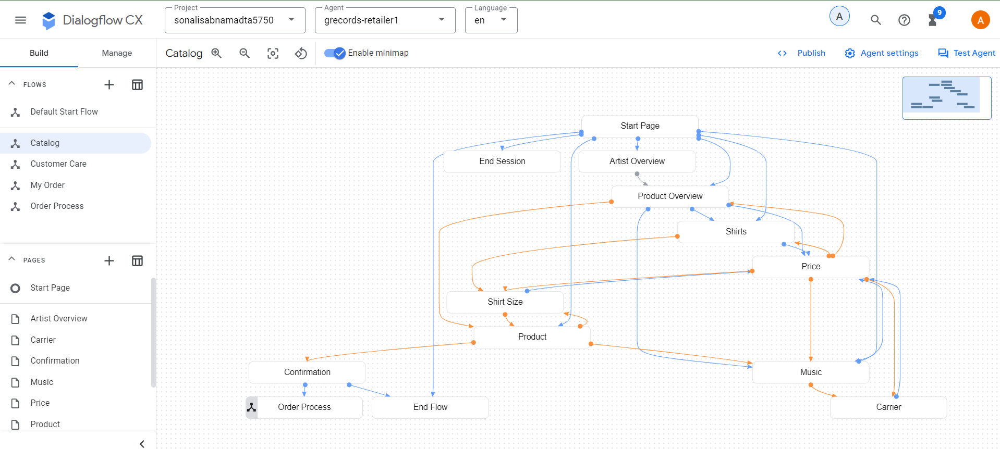 Dialogflow CX
Project
sonalisabnamadta5750
Agent
grecords-retailer1
Language
en
A
9
A
Build
Manage
Catalog
Enable minimap
Publish
Agent settings
Test Agent
FLOWS
Default Start Flow
Catalog
Customer Care
My Order
Order Process
PAGES
Start Page
Artist Overview
Carrier
Confirmation
Music
Price
Product
Start Page
End Session
Artist Overview
Product Overview
Shirts
Price
Shirt Size
Product
Confirmation
Music
Order Process
End Flow
Carrier